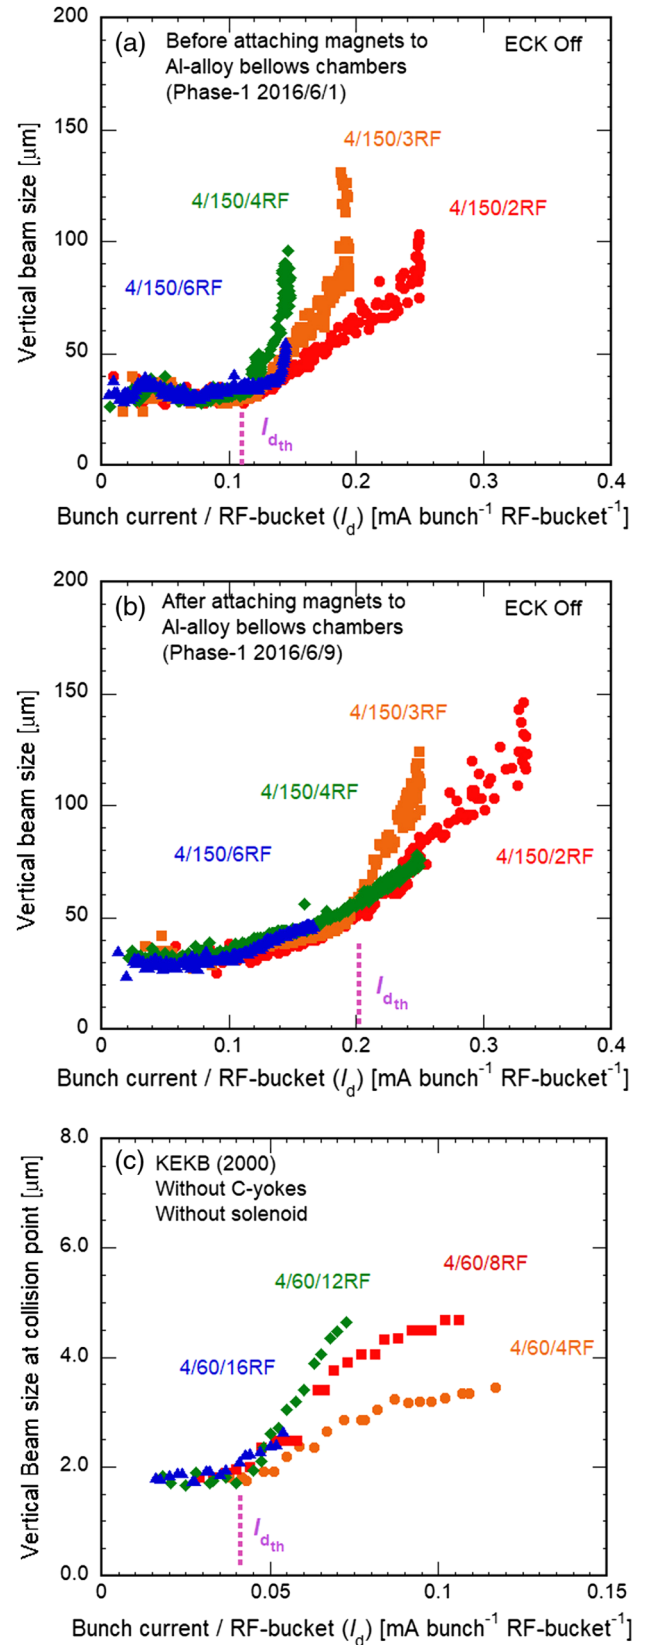 200
(a)
Before attaching magnets to
Al-alloy bellows chambers
(Phase-1 2016/6/1)
ECK Off
150
4/150/3RF
4/150/4RF
4/150/2RF
100
4/150/6RF
50
I_dth
0
0 0.1 0.2 0.3 0.4
Vertical beam size [μm]
Bunch current / RF-bucket (I_d) [mA bunch⁻¹ RF-bucket⁻¹]
200
(b)
After attaching magnets to
Al-alloy bellows chambers
(Phase-1 2016/6/9)
ECK Off
150
4/150/3RF
4/150/4RF
100
4/150/6RF
4/150/2RF
50
I_dth
0
0 0.1 0.2 0.3 0.4
Vertical beam size [μm]
Bunch current / RF-bucket (I_d) [mA bunch⁻¹ RF-bucket⁻¹]
8.0
(c)
KEKB (2000)
Without C-yokes
Without solenoid
6.0
4/60/12RF
4/60/8RF
4.0
4/60/16RF
4/60/4RF
2.0
I_dth
0.0
0 0.05 0.1 0.15
Vertical Beam size at collision point [μm]
Bunch current / RF-bucket (I_d) [mA bunch⁻¹ RF-bucket⁻¹]